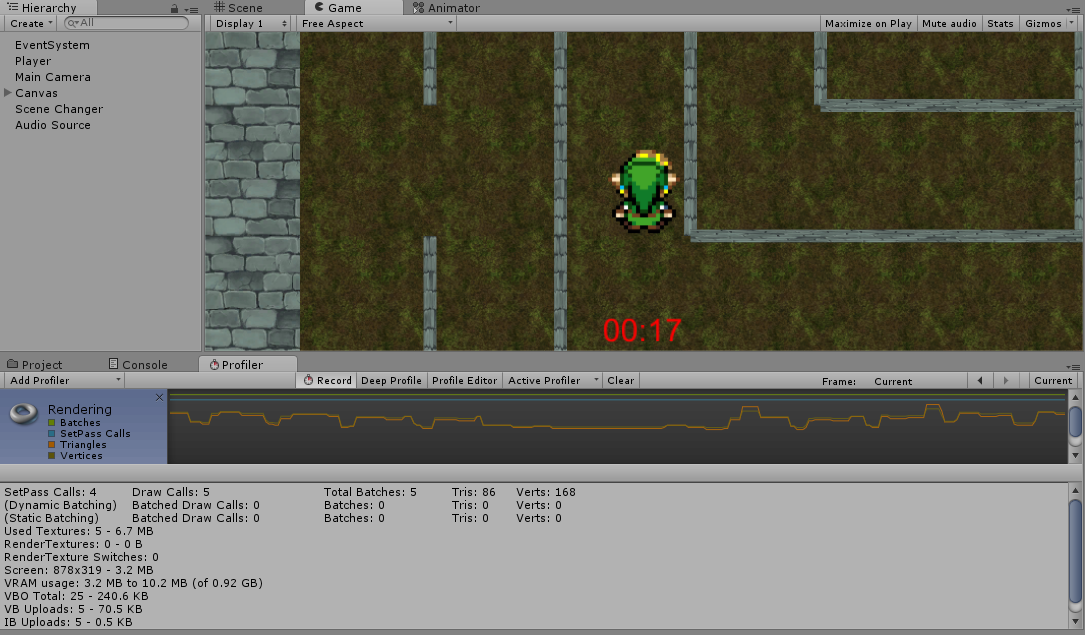 Hierarchy
Scene
Game
Animator
Create
All
Display 1
Free Aspect
Maximize on Play
Mute audio
Stats
Gizmos
EventSystem
Player
Main Camera
Canvas
Scene Changer
Audio Source
00:17
Project
Console
Profiler
Add Profiler
Record
Deep Profile
Profile Editor
Active Profiler
Clear
Frame:
Current
Current
Rendering
Batches
SetPass Calls
Triangles
Vertices
SetPass Calls: 4 Draw Calls: 5 Total Batches: 5 Tris: 86 Verts: 168
(Dynamic Batching) Batched Draw Calls: 0 Batches: 0 Tris: 0 Verts: 0
(Static Batching) Batched Draw Calls: 0 Batches: 0 Tris: 0 Verts: 0
Used Textures: 5 - 6.7 MB
RenderTextures: 0 - 0 B
RenderTexture Switches: 0
Screen: 878x319 - 3.2 MB
VRAM usage: 3.2 MB to 10.2 MB (of 0.92 GB)
VBO Total: 25 - 240.6 KB
VB Uploads: 5 - 70.5 KB
IB Uploads: 5 - 0.5 KB